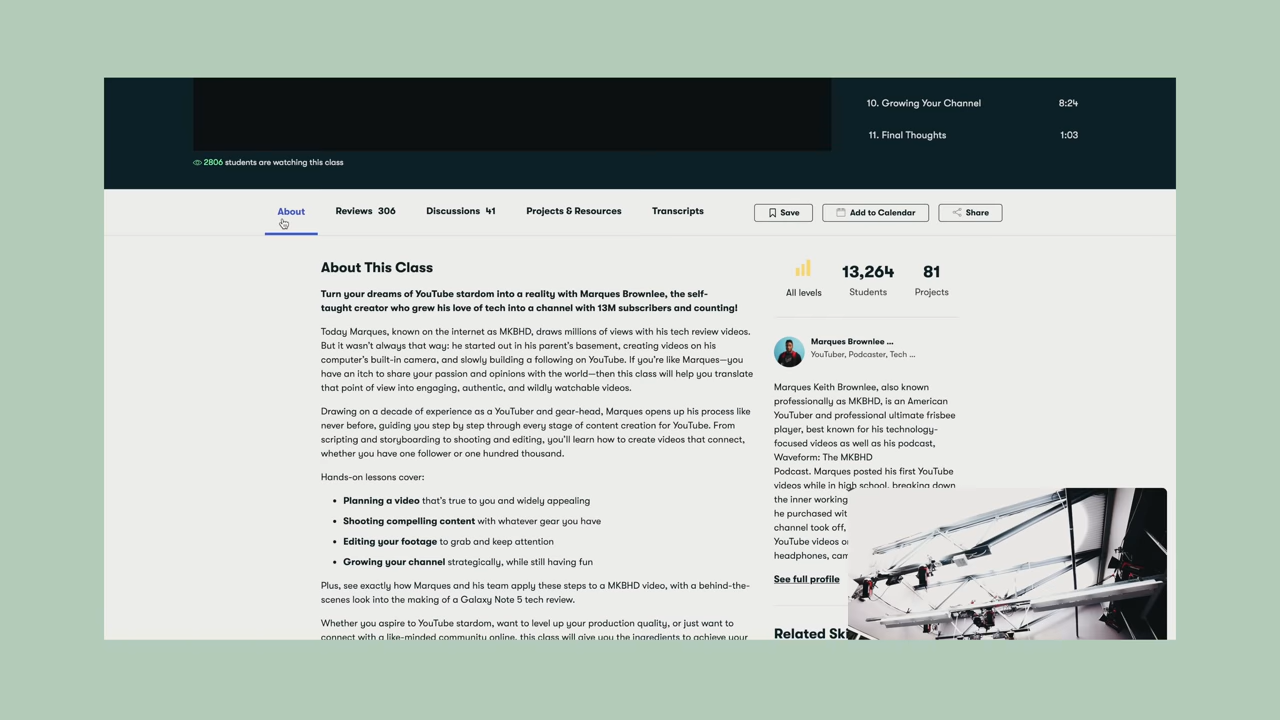 10. Growing Your Channel 8:24
11. Final Thoughts 1:03
2806 students are watching this class
About Reviews 306 Discussions 41 Projects & Resources Transcripts Save Add to Calendar Share
About This Class
Turn your dreams of YouTube stardom into a reality with Marques Brownlee, the self-
taught creator who grew his love of tech into a channel with 13M subscribers and counting!
Today Marques, known on the internet as MKBHD, draws millions of views with his tech review videos.
But it wasn't always that way: he started out in his parent's basement, creating videos on his
computer's built-in camera, and slowly building a following on YouTube. If you're like Marques—you
have an itch to share your passion and opinions with the world—then this class will help you translate
that point of view into engaging, authentic, and wildly watchable videos.
Drawing on a decade of experience as a YouTuber and gear-head, Marques opens up his process like
never before, guiding you step by step through every stage of content creation for YouTube. From
scripting and storyboarding to shooting and editing, you'll learn how to create videos that connect,
whether you have one follower or one hundred thousand.
Hands-on lessons cover:
• Planning a video that's true to you and widely appealing
• Shooting compelling content with whatever gear you have
• Editing your footage to grab and keep attention
• Growing your channel strategically, while still having fun
Plus, see exactly how Marques and his team apply these steps to a MKBHD video, with a behind-the-
scenes look into the making of a Galaxy Note 5 tech review.
Whether you aspire to YouTube stardom, want to level up your production quality, or just want to
connect with a like-minded community online, this class will give you the ingredients to achieve your
All levels
13,264
Students
81
Projects
Marques Brownlee ...
YouTuber, Podcaster, Tech ...
Marques Keith Brownlee, also known
professionally as MKBHD, is an American
YouTuber and professional ultimate frisbee
player, best known for his technology-
focused videos as well as his podcast,
Waveform: The MKBHD
Podcast. Marques posted his first YouTube
videos while in high school, breaking down
the inner working
he purchased wit
channel took off,
YouTube videos
headphones, cam
See full profile
Related